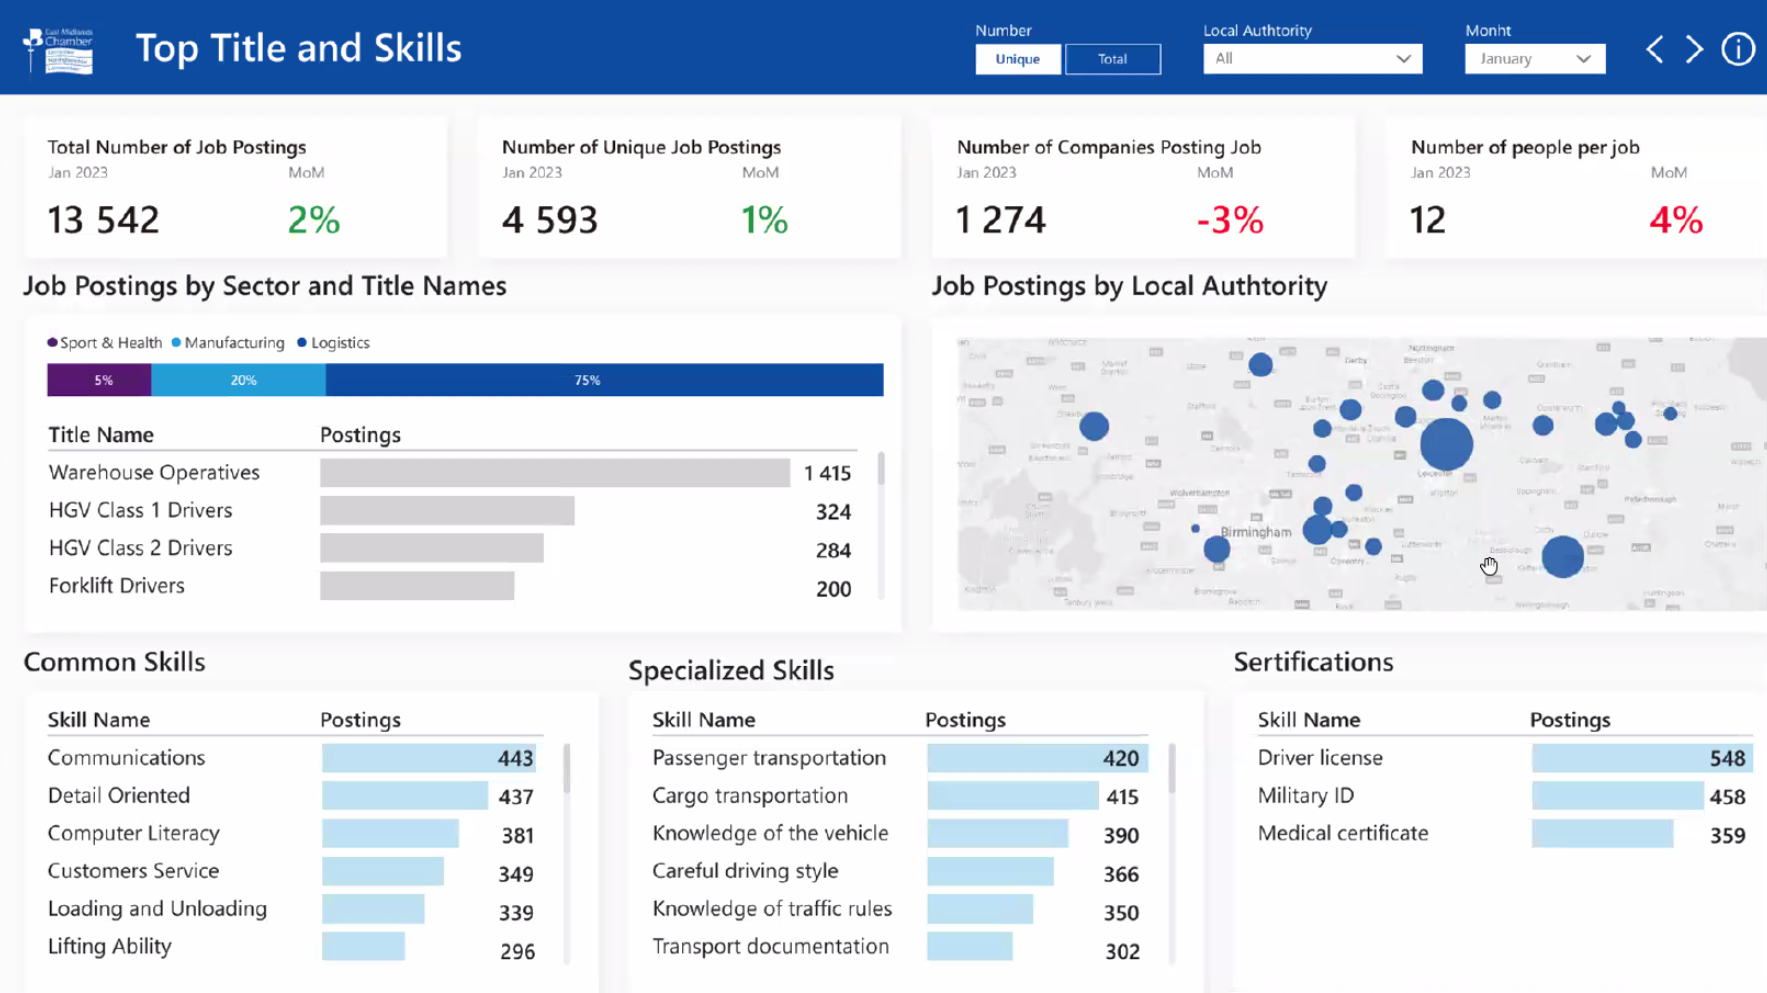 East Midlands
Chamber
Top Title and Skills
Number
Unique
Total
Local Authtority
All
Monht
January
Total Number of Job Postings
Jan 2023
MoM
13 542
2%
Number of Unique Job Postings
Jan 2023
MoM
4 593
1%
Number of Companies Posting Job
Jan 2023
MoM
1 274
-3%
Number of people per job
Jan 2023
MoM
12
4%
Job Postings by Sector and Title Names
Sport & Health Manufacturing Logistics
5% 20% 75%
Title Name Postings
Warehouse Operatives 1 415
HGV Class 1 Drivers 324
HGV Class 2 Drivers 284
Forklift Drivers 200
Job Postings by Local Authtority
Nottingham
Derby
Stafford
Wolverhampton
Peterborough
Birmingham
Coventry
Rugby
Common Skills
Skill Name Postings
Communications 443
Detail Oriented 437
Computer Literacy 381
Customers Service 349
Loading and Unloading 339
Lifting Ability 296
Specialized Skills
Skill Name Postings
Passenger transportation 420
Cargo transportation 415
Knowledge of the vehicle 390
Careful driving style 366
Knowledge of traffic rules 350
Transport documentation 302
Sertifications
Skill Name Postings
Driver license 548
Military ID 458
Medical certificate 359